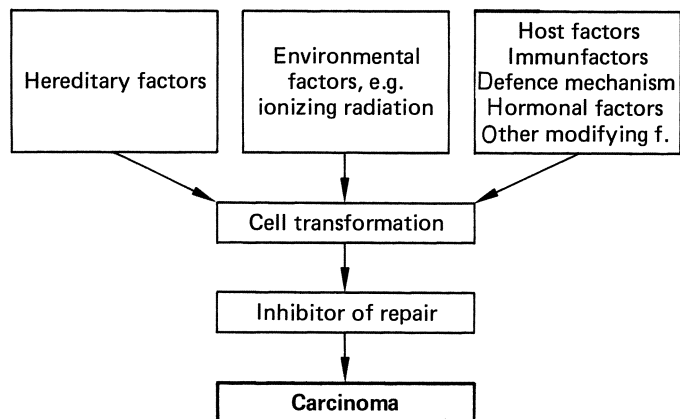 Hereditary factors
Environmental
factors, e.g.
ionizing radiation
Host factors
Immunfactors
Defence mechanism
Hormonal factors
Other modifying f.
Cell transformation
Inhibitor of repair
Carcinoma